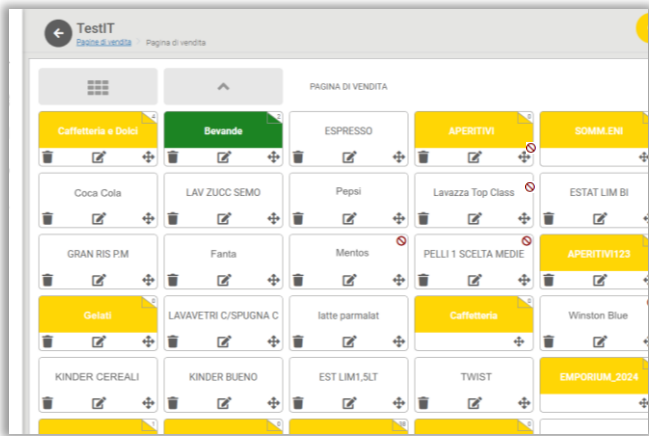 TestIT
Pagine di vendita / Pagina di vendita
PAGINA DI VENDITA
Caffetteria e Dolci
Bevande
ESPRESSO
APERITIVI
SOMM.ENI
Coca Cola
LAV ZUCC SEMO
Pepsi
Lavazza Top Class
ESTAT LIM BI
GRAN RIS P.M
Fanta
Mentos
PELLI 1 SCELTA MEDIE
APERITIVI123
Gelati
LAVAVETRI C/SPUGNA C
latte parmalat
Caffetteria
Winston Blue
KINDER CEREALI
KINDER BUENO
EST LIM1,5LT
TWIST
EMPORIUM_2024